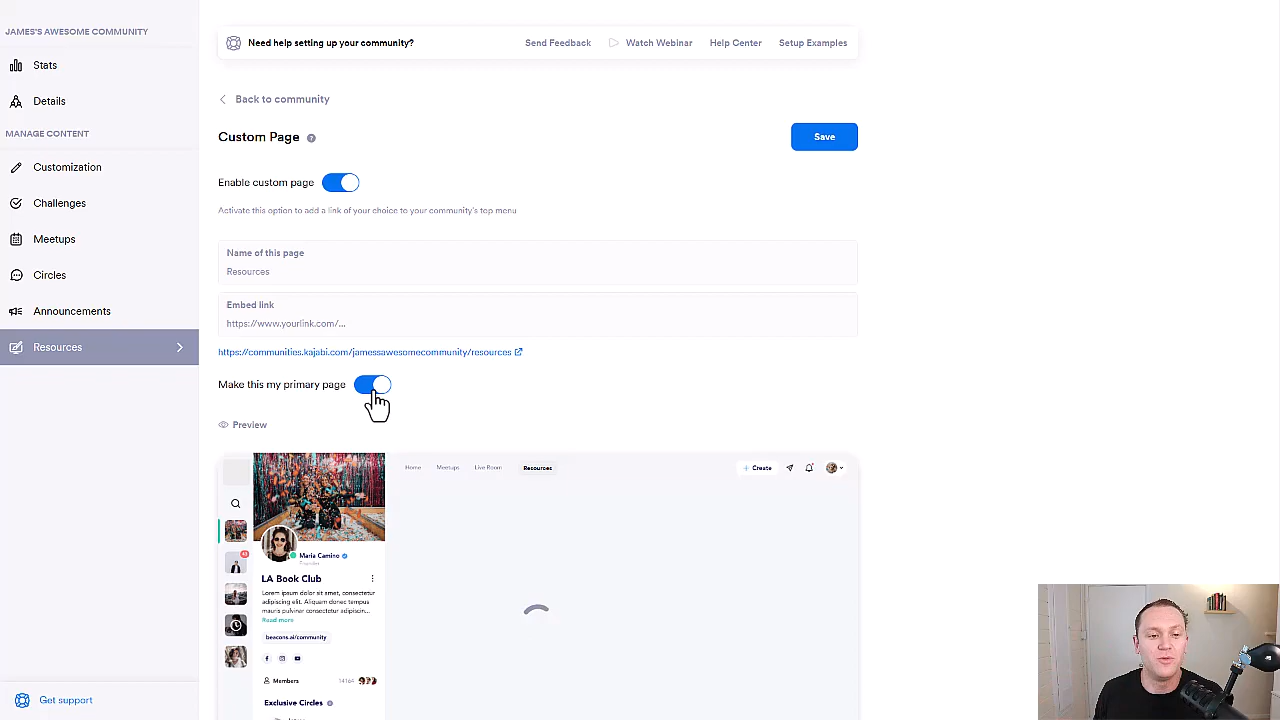 JAMES'S AWESOME COMMUNITY
Stats
Details
MANAGE CONTENT
Customization
Challenges
Meetups
Circles
Announcements
Resources
Get support
Need help setting up your community?
Send Feedback
Watch Webinar
Help Center
Setup Examples
Back to community
Custom Page
Save
Enable custom page
Activate this option to add a link of your choice to your community's top menu
Name of this page
Resources
Embed link
https://www.yourlink.com/...
https://communities.kajabi.com/jamessawesomecommunity/resources
Make this my primary page
Preview
Home
Meetups
Live Room
Resources
+ Create
Maria Camino
Founder
LA Book Club
Lorem ipsum dolor sit amet, consectetur
adipiscing elit. Aliquam donec tempus
mauris pulvinar consectetur adipiscin...
Read more
beacons.ai/community
Members
14164
Exclusive Circles